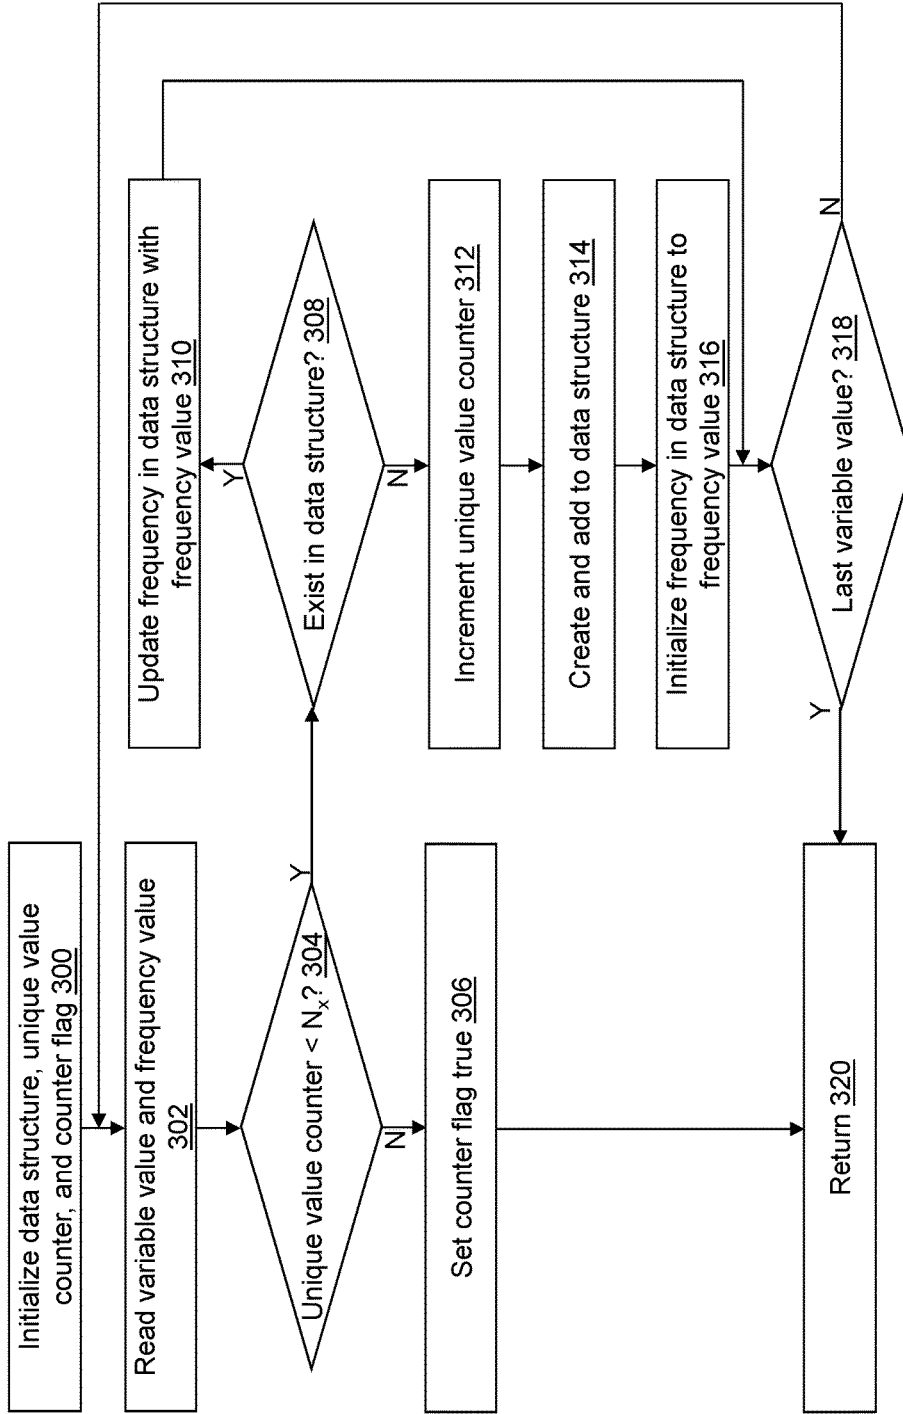 Initialize data structure, unique value
counter, and counter flag 300
Read variable value and frequency value
302
Unique value counter < Nₓ? 304
Y
N
Set counter flag true 306
Update frequency in data structure with
frequency value 310
Y
Exist in data structure? 308
N
Increment unique value counter 312
Create and add to data structure 314
Initialize frequency in data structure to
frequency value 316
Last variable value? 318
Y
N
Return 320